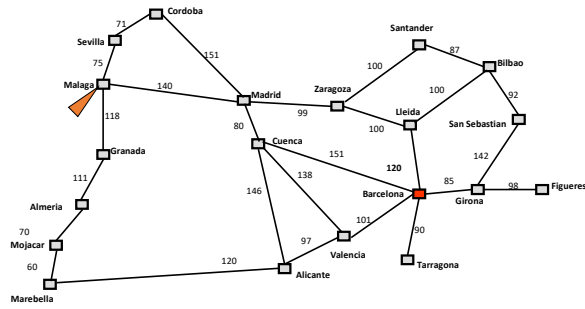 Cordoba
71
Sevilla
Santander
87
75
151
100
Bilbao
Malaga
140
Madrid
Zaragoza
100
92
99
Lleida
118
100
San Sebastian
80
Cuenca
Granada
151
142
138
120
111
85
Barcelona
98
Figueres
146
Girona
Almeria
101
90
70
97
Mojacar
Valencia
60
120
Tarragona
Alicante
Marebella